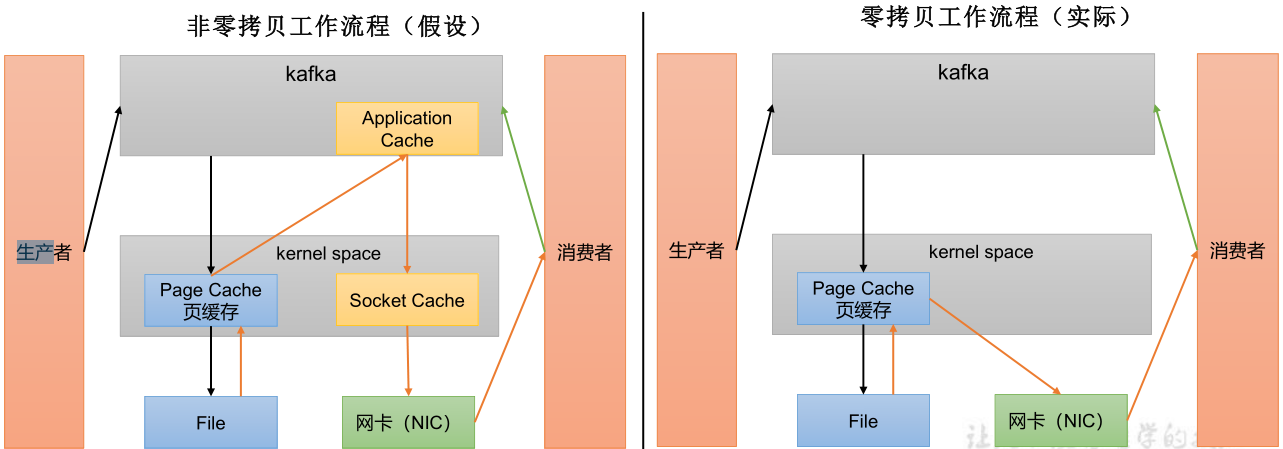 非零拷贝工作流程（假设）
kafka
Application
Cache
生产者
kernel space
消费者
Page Cache
页缓存
Socket Cache
File
网卡（NIC）
零拷贝工作流程（实际）
kafka
生产者
kernel space
消费者
Page Cache
页缓存
File
网卡（NIC）